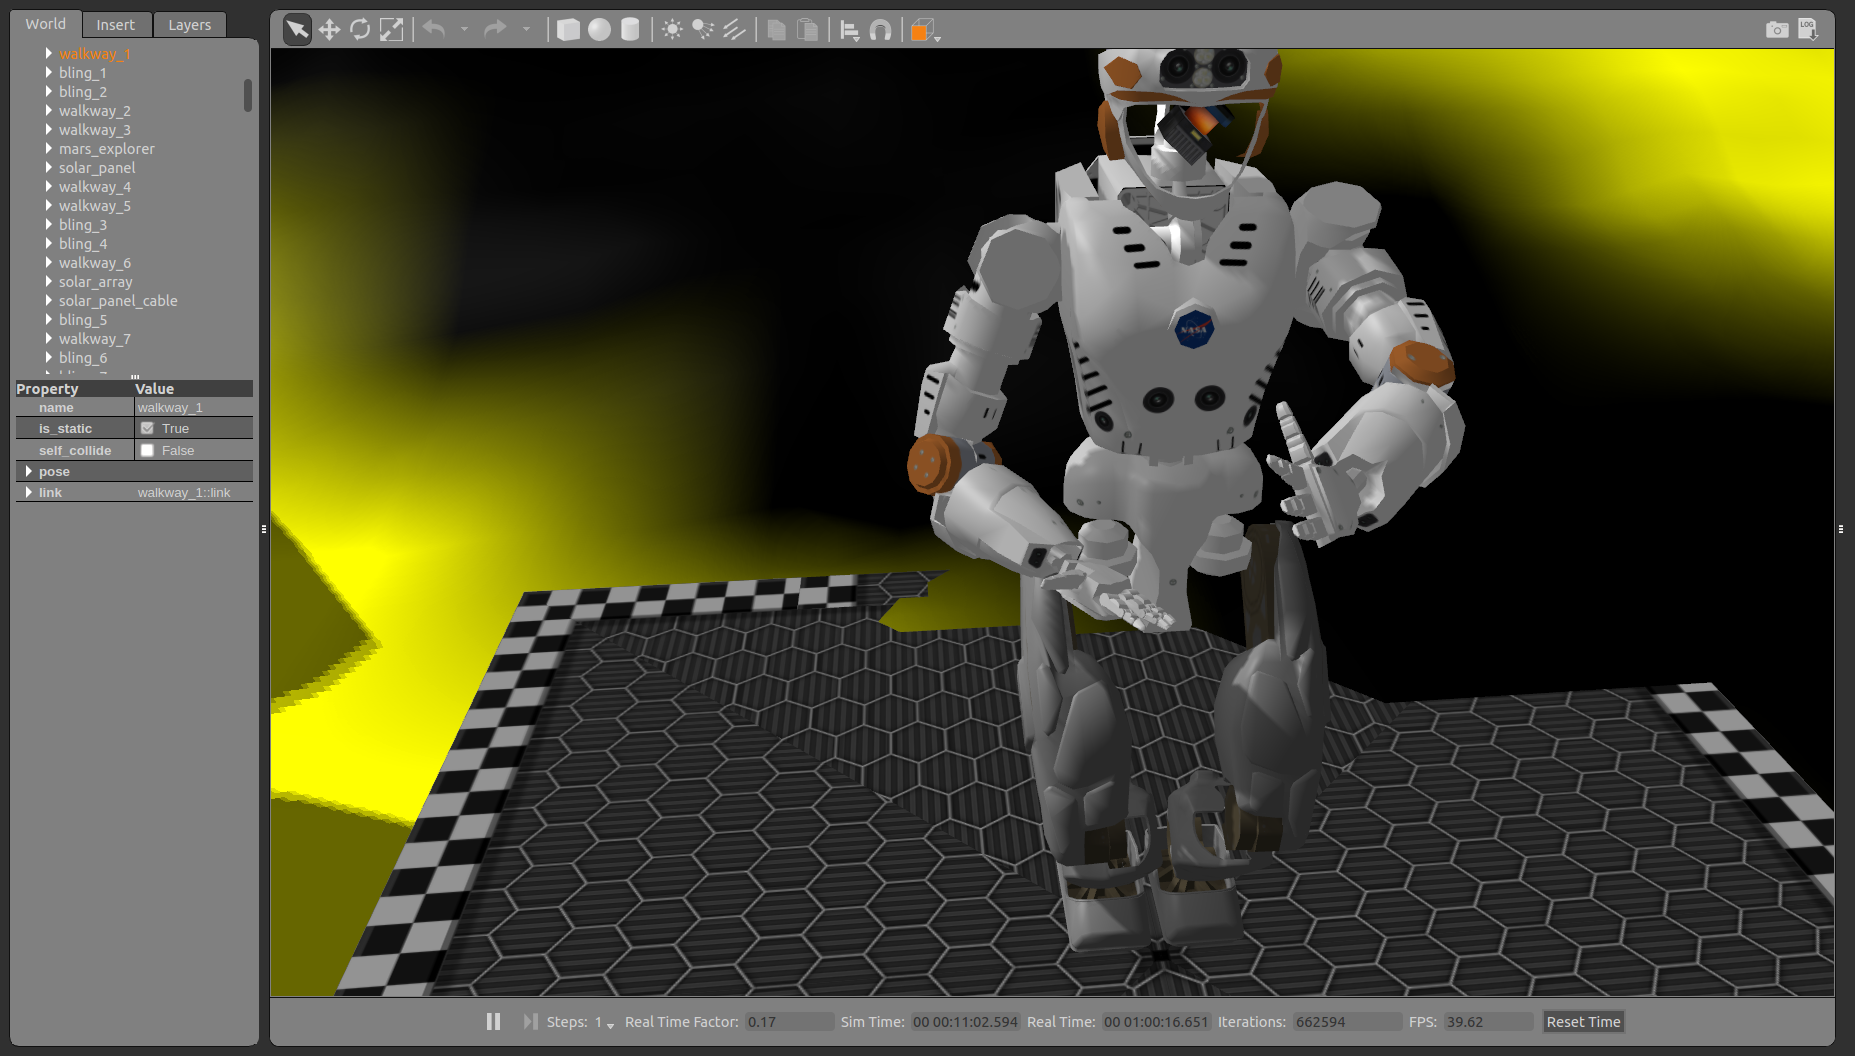 World Insert Layers
walkway_1
bling_1
bling_2
walkway_2
walkway_3
mars_explorer
solar_panel
walkway_4
walkway_5
bling_3
bling_4
walkway_6
solar_array
solar_panel_cable
bling_5
walkway_7
bling_6
Property Value
name walkway_1
is_static True
self_collide False
pose
link walkway_1::link
LOG
NASA
Steps: 1 Real Time Factor: 0.17 Sim Time: 00 00:11:02.594 Real Time: 00 01:00:16.651 Iterations: 662594 FPS: 39.62 Reset Time